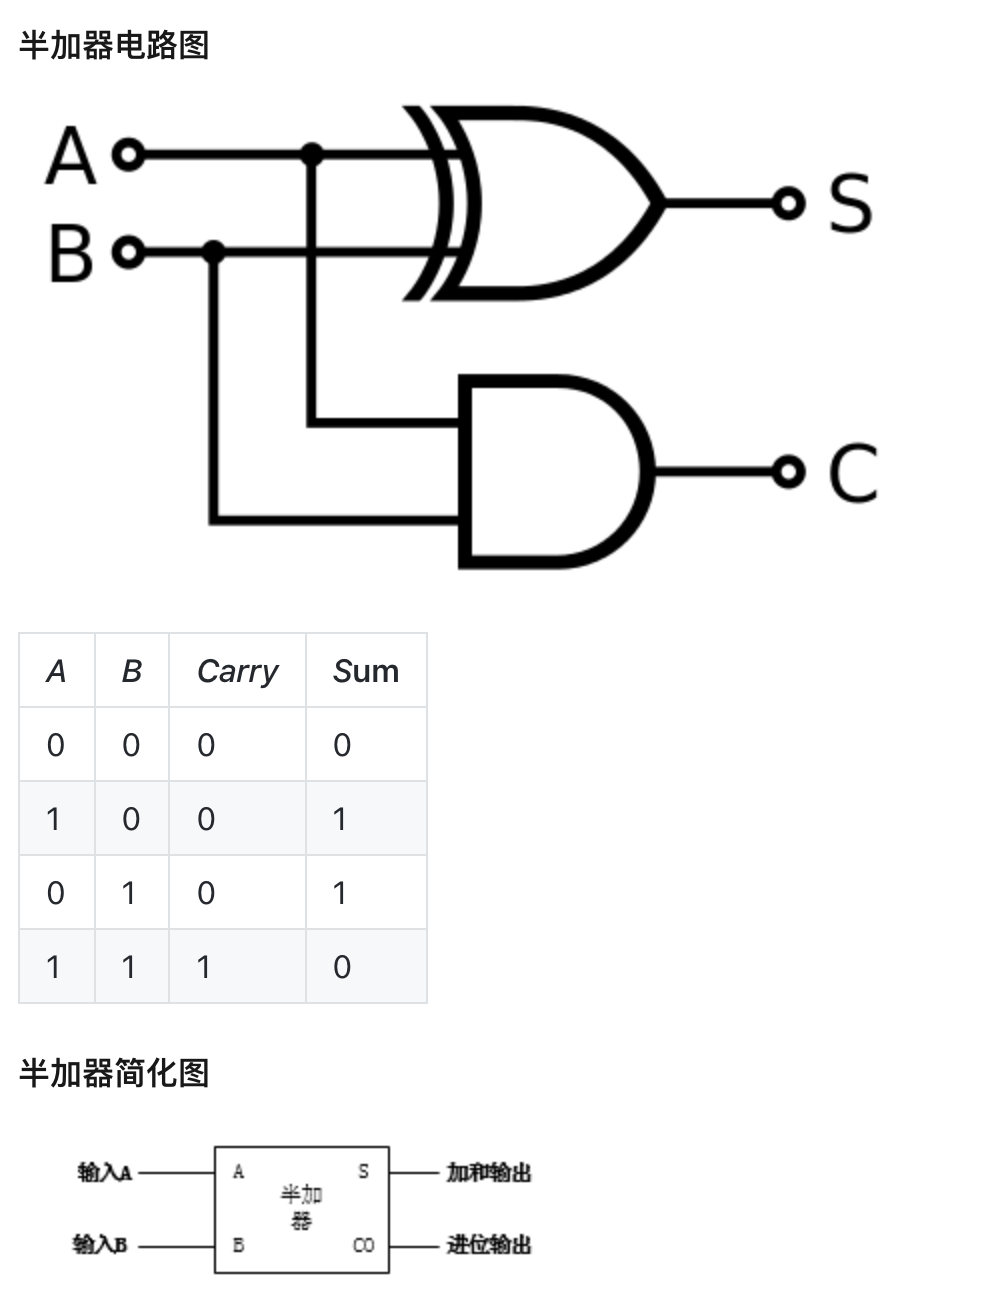 半加器电路图
A
B
S
C
A B Carry Sum
0 0 0 0
1 0 0 1
0 1 0 1
1 1 1 0
半加器简化图
输入A A S 加和输出
半加
器
输入B B CO 进位输出